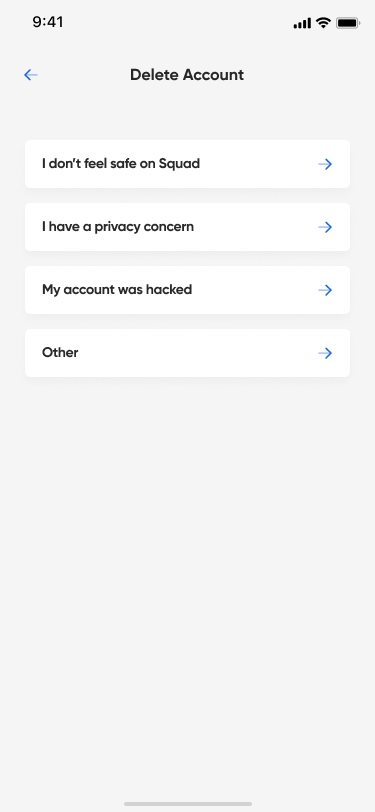 9:41
Delete Account
I don’t feel safe on Squad
I have a privacy concern
My account was hacked
Other